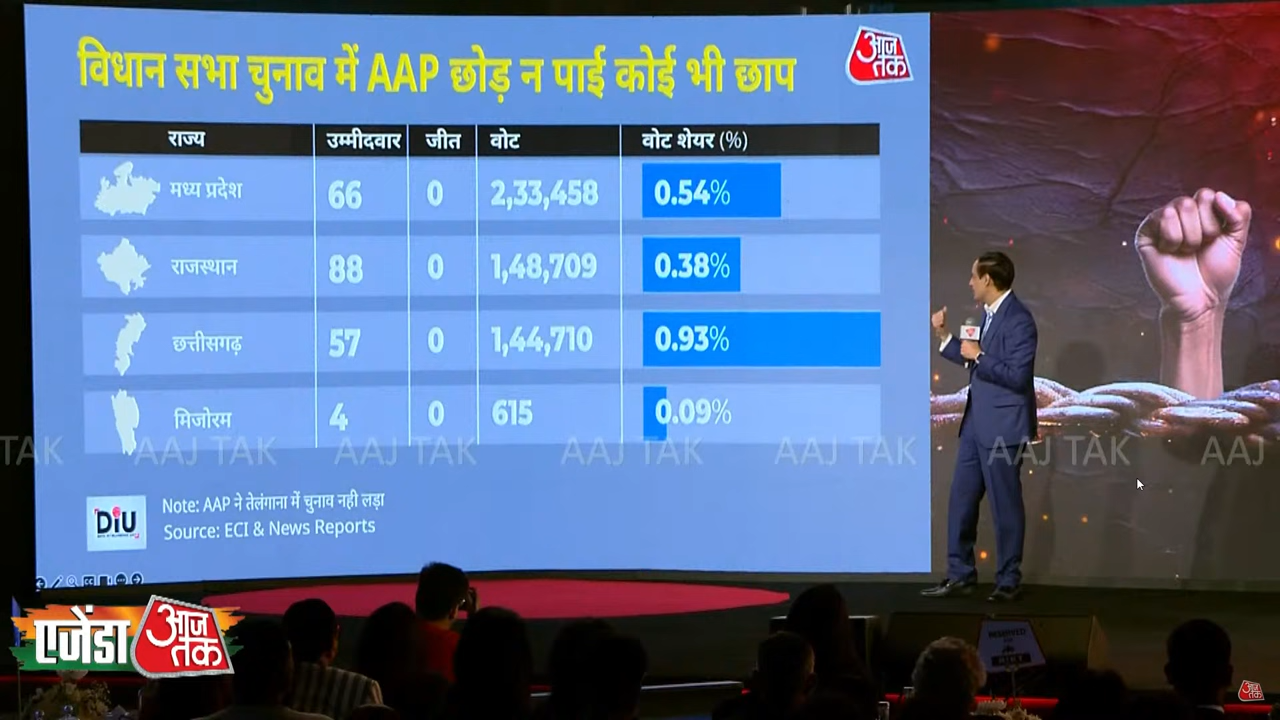 विधान सभा चुनाव में AAP छोड़ न पाई कोई भी छाप
आज तक
राज्य उम्मीदवार जीत वोट वोट शेयर (%)
मध्य प्रदेश 66 0 2,33,458 0.54%
राजस्थान 88 0 1,48,709 0.38%
छत्तीसगढ़ 57 0 1,44,710 0.93%
मिजोरम 4 0 615 0.09%
TAK AAJ TAK AAJ TAK AAJ TAK AAJ TAK AAJ TAK AAJ
DiU
Note: AAP ने तेलंगाना में चुनाव नही लड़ा
Source: ECI & News Reports
एजेंडा आज तक
RESERVED